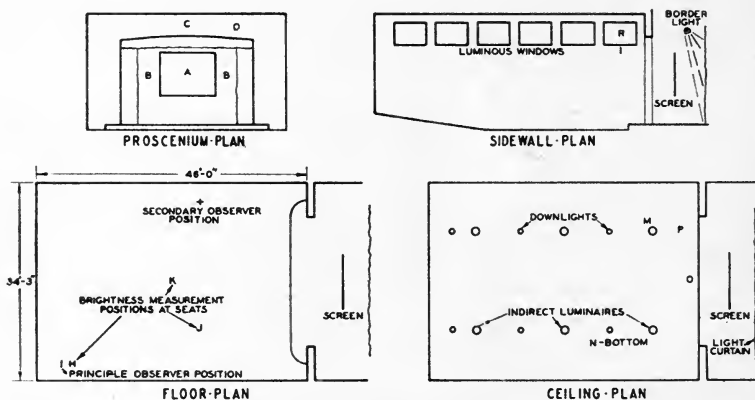 C
D
B
A
B
PROSCENIUM-PLAN
BORDER
LIGHT
R
I
LUMINOUS WINDOWS
SCREEN
SIDEWALL-PLAN
46'-0"
34'-3"
+
SECONDARY OBSERVER
POSITION
K
BRIGHTNESS MEASUREMENT
POSITIONS AT SEATS
J
I H
PRINCIPLE OBSERVER POSITION
SCREEN
FLOOR-PLAN
DOWNLIGHTS
M
P
INDIRECT LUMINAIRES
N-BOTTOM
SCREEN
LIGHT
CURTAIN
CEILING-PLAN